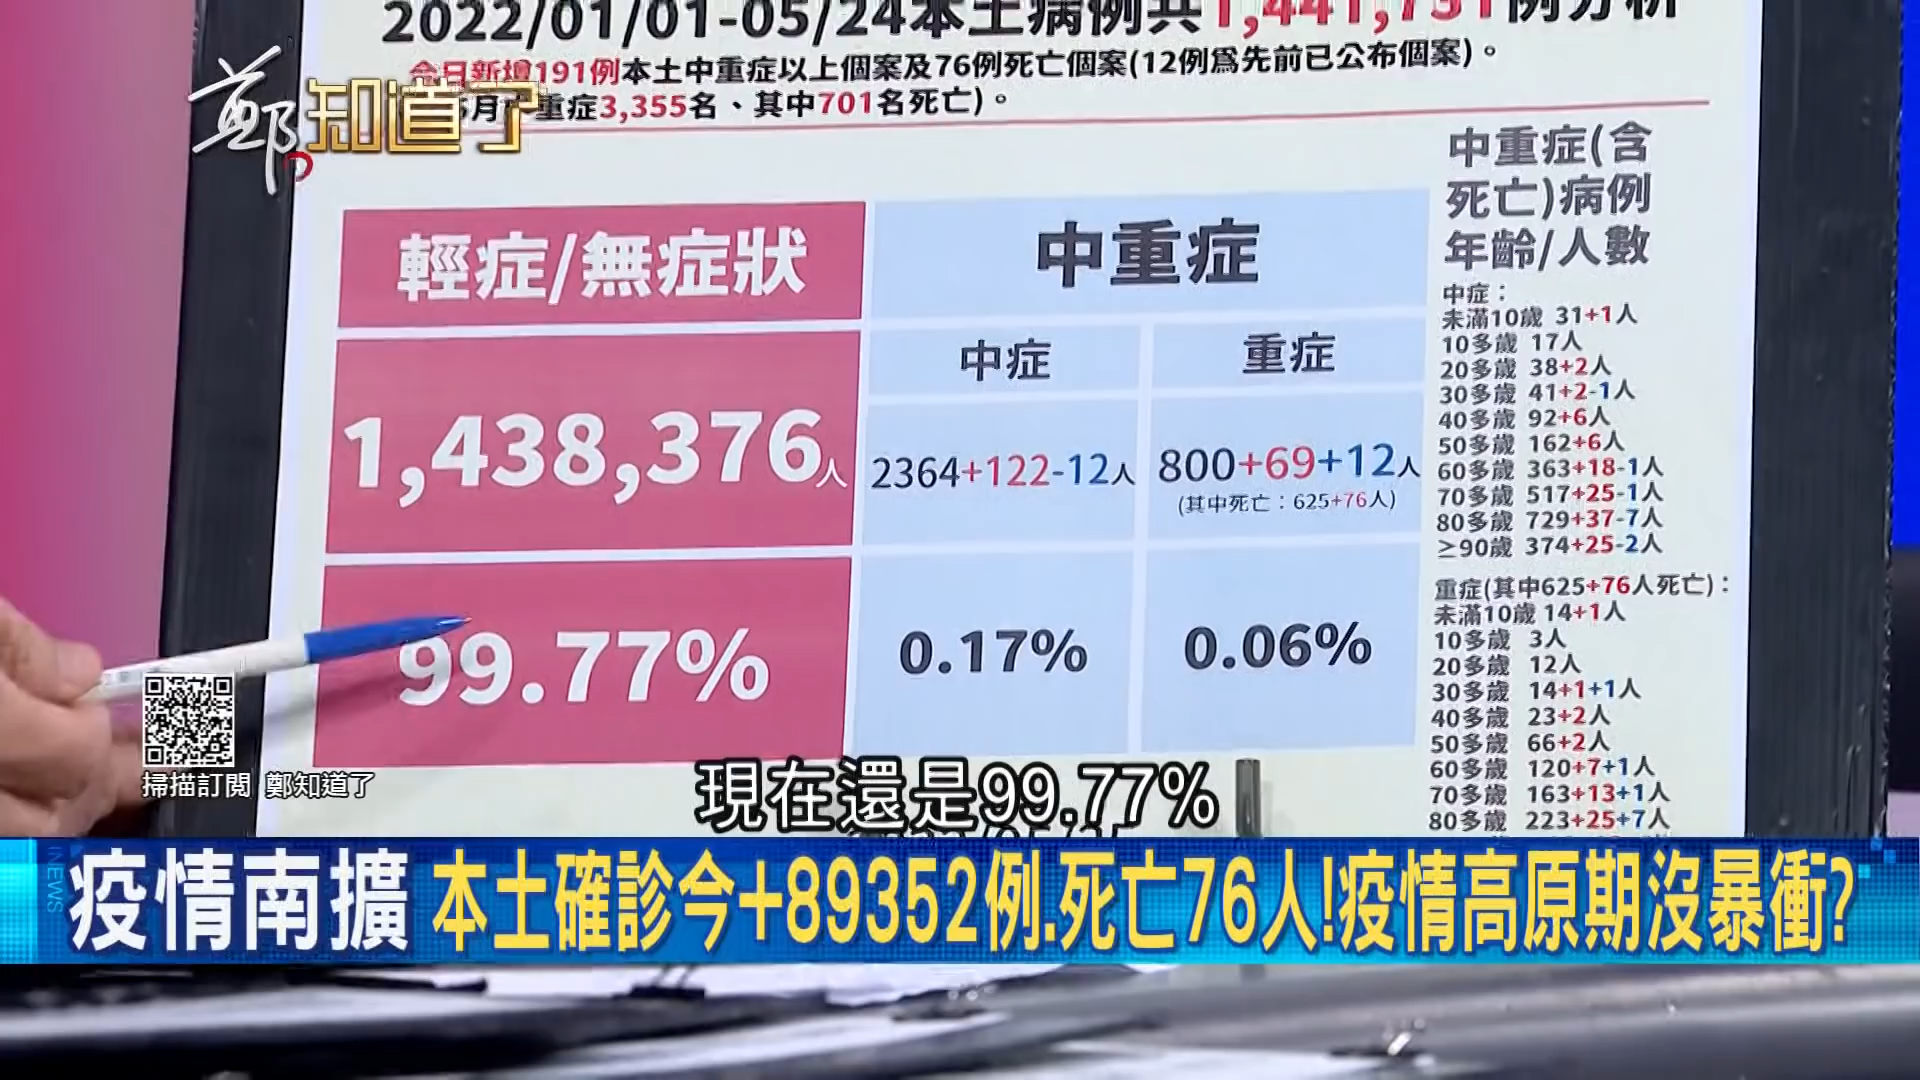 2022/01/01-05/24本土病例共1,441,731例分析
今日新增191例本土中重症以上個案及76例死亡個案(12例為先前已公布個案)。
重症3,355名、其中701名死亡)。
鄭知道了
輕症/無症狀
中重症
中症
重症
1,438,376人
2364+122-12人
800+69+12人
(其中死亡：625+76人)
99.77%
0.17%
0.06%
中重症(含
死亡)病例
年齡/人數
中症：
未滿10歲 31+1人
10多歲 17人
20多歲 38+2人
30多歲 41+2-1人
40多歲 92+6人
50多歲 162+6人
60多歲 363+18-1人
70多歲 517+25-1人
80多歲 729+37-7人
≥90歲 374+25-2人
重症(其中625+76人死亡)：
未滿10歲 14+1人
10多歲 3人
20多歲 12人
30多歲 14+1+1人
40多歲 23+2人
50多歲 66+2人
60多歲 120+7+1人
70多歲 163+13+1人
80多歲 223+25+7人
掃描訂閱 鄭知道了
現在還是99.77%
NEWS
疫情南擴 本土確診今+89352例.死亡76人!疫情高原期沒暴衝?